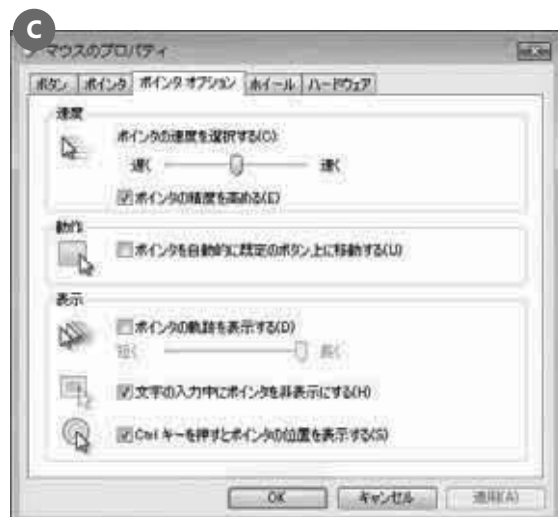 C
マウスのプロパティ
ボタン ポインタ ポインタ オプション ホイール ハードウェア
速度
ポインタの速度を選択する(C)
遅く 速く
ポインタの精度を高める(E)
動作
ポインタを自動的に既定のボタン上に移動する(U)
表示
ポインタの軌跡を表示する(D)
短く 長く
文字の入力中にポインタを非表示にする(H)
Ctrl キーを押すとポインタの位置を表示する(S)
OK キャンセル 適用(A)